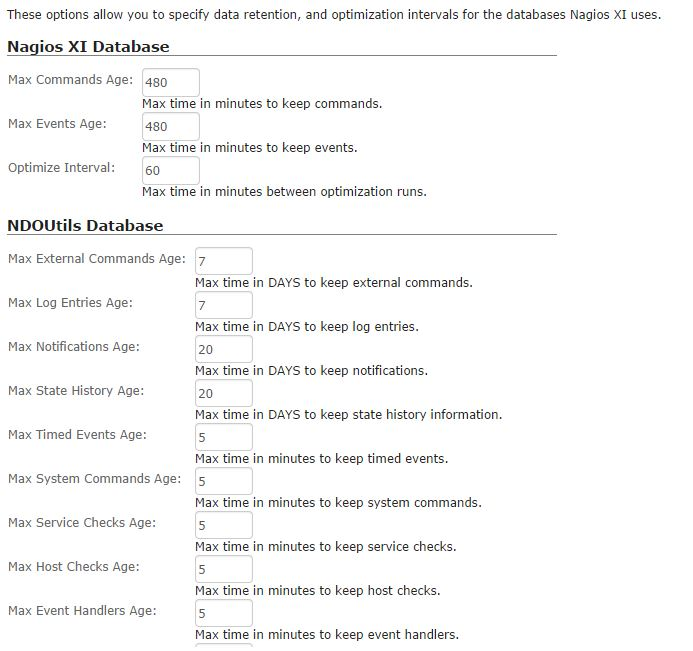 These options allow you to specify data retention, and optimization intervals for the databases Nagios XI uses.
Nagios XI Database
Max Commands Age: 480
Max time in minutes to keep commands.
Max Events Age: 480
Max time in minutes to keep events.
Optimize Interval: 60
Max time in minutes between optimization runs.
NDOUtils Database
Max External Commands Age: 7
Max time in DAYS to keep external commands.
Max Log Entries Age: 7
Max time in DAYS to keep log entries.
Max Notifications Age: 20
Max time in DAYS to keep notifications.
Max State History Age: 20
Max time in DAYS to keep state history information.
Max Timed Events Age: 5
Max time in minutes to keep timed events.
Max System Commands Age: 5
Max time in minutes to keep system commands.
Max Service Checks Age: 5
Max time in minutes to keep service checks.
Max Host Checks Age: 5
Max time in minutes to keep host checks.
Max Event Handlers Age: 5
Max time in minutes to keep event handlers.